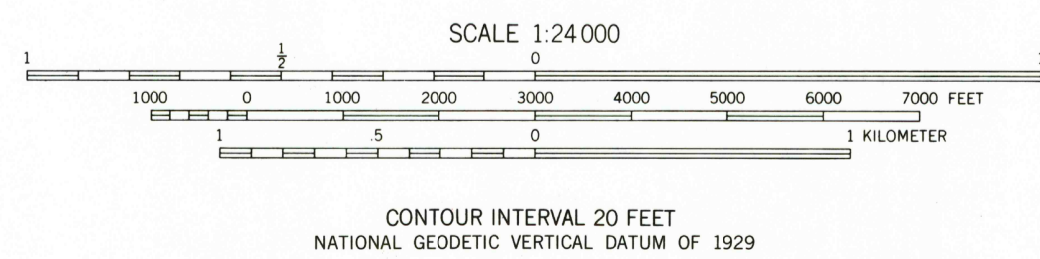 SCALE 1:24 000
1 1/2 0
1000 0 1000 2000 3000 4000 5000 6000 7000 FEET
1 .5 0 1 KILOMETER
CONTOUR INTERVAL 20 FEET
NATIONAL GEODETIC VERTICAL DATUM OF 1929